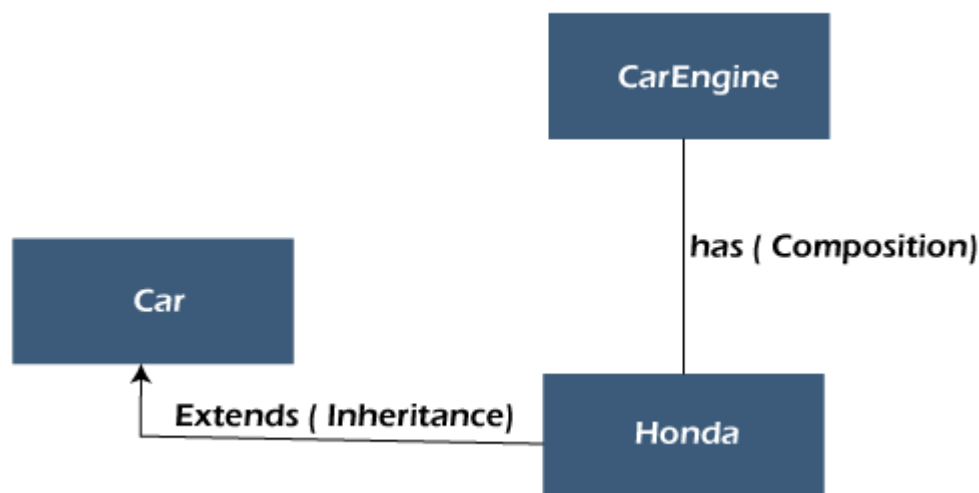 CarEngine
has ( Composition)
Car
Extends ( Inheritance)
Honda